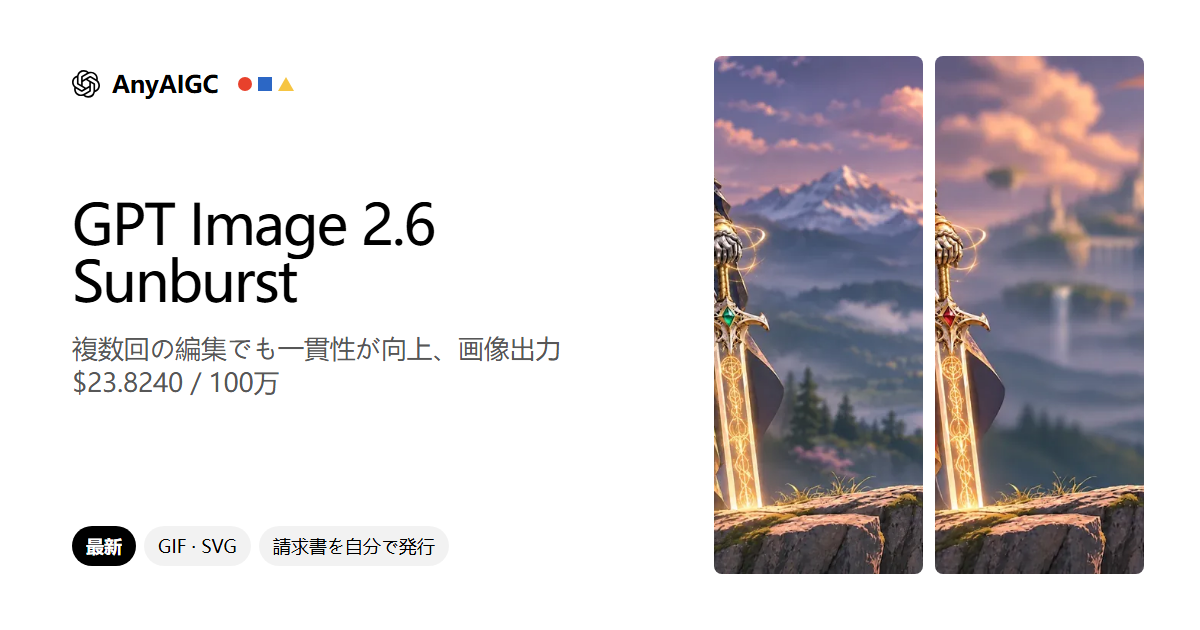 AnyAIGC
GPT Image 2.6
Sunburst
複数回の編集でも一貫性が向上、画像出力
$23.8240 / 100万
最新
GIF · SVG
請求書を自分で発行